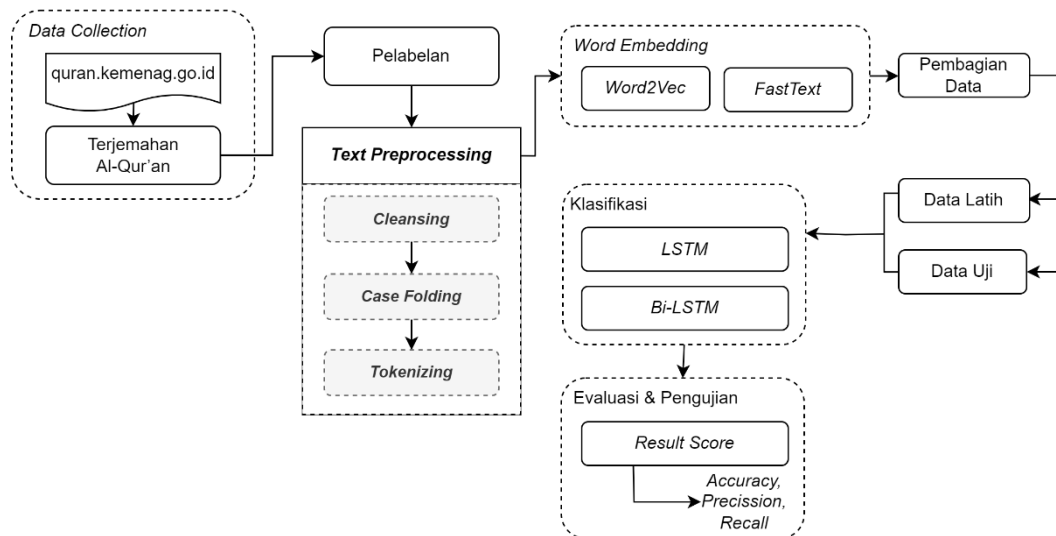 Data Collection
quran.kemenag.go.id
Terjemahan
Al-Qur'an
Pelabelan
Text Preprocessing
Cleansing
Case Folding
Tokenizing
Word Embedding
Word2Vec
FastText
Pembagian
Data
Data Latih
Data Uji
Klasifikasi
LSTM
Bi-LSTM
Evaluasi & Pengujian
Result Score
Accuracy,
Precission,
Recall